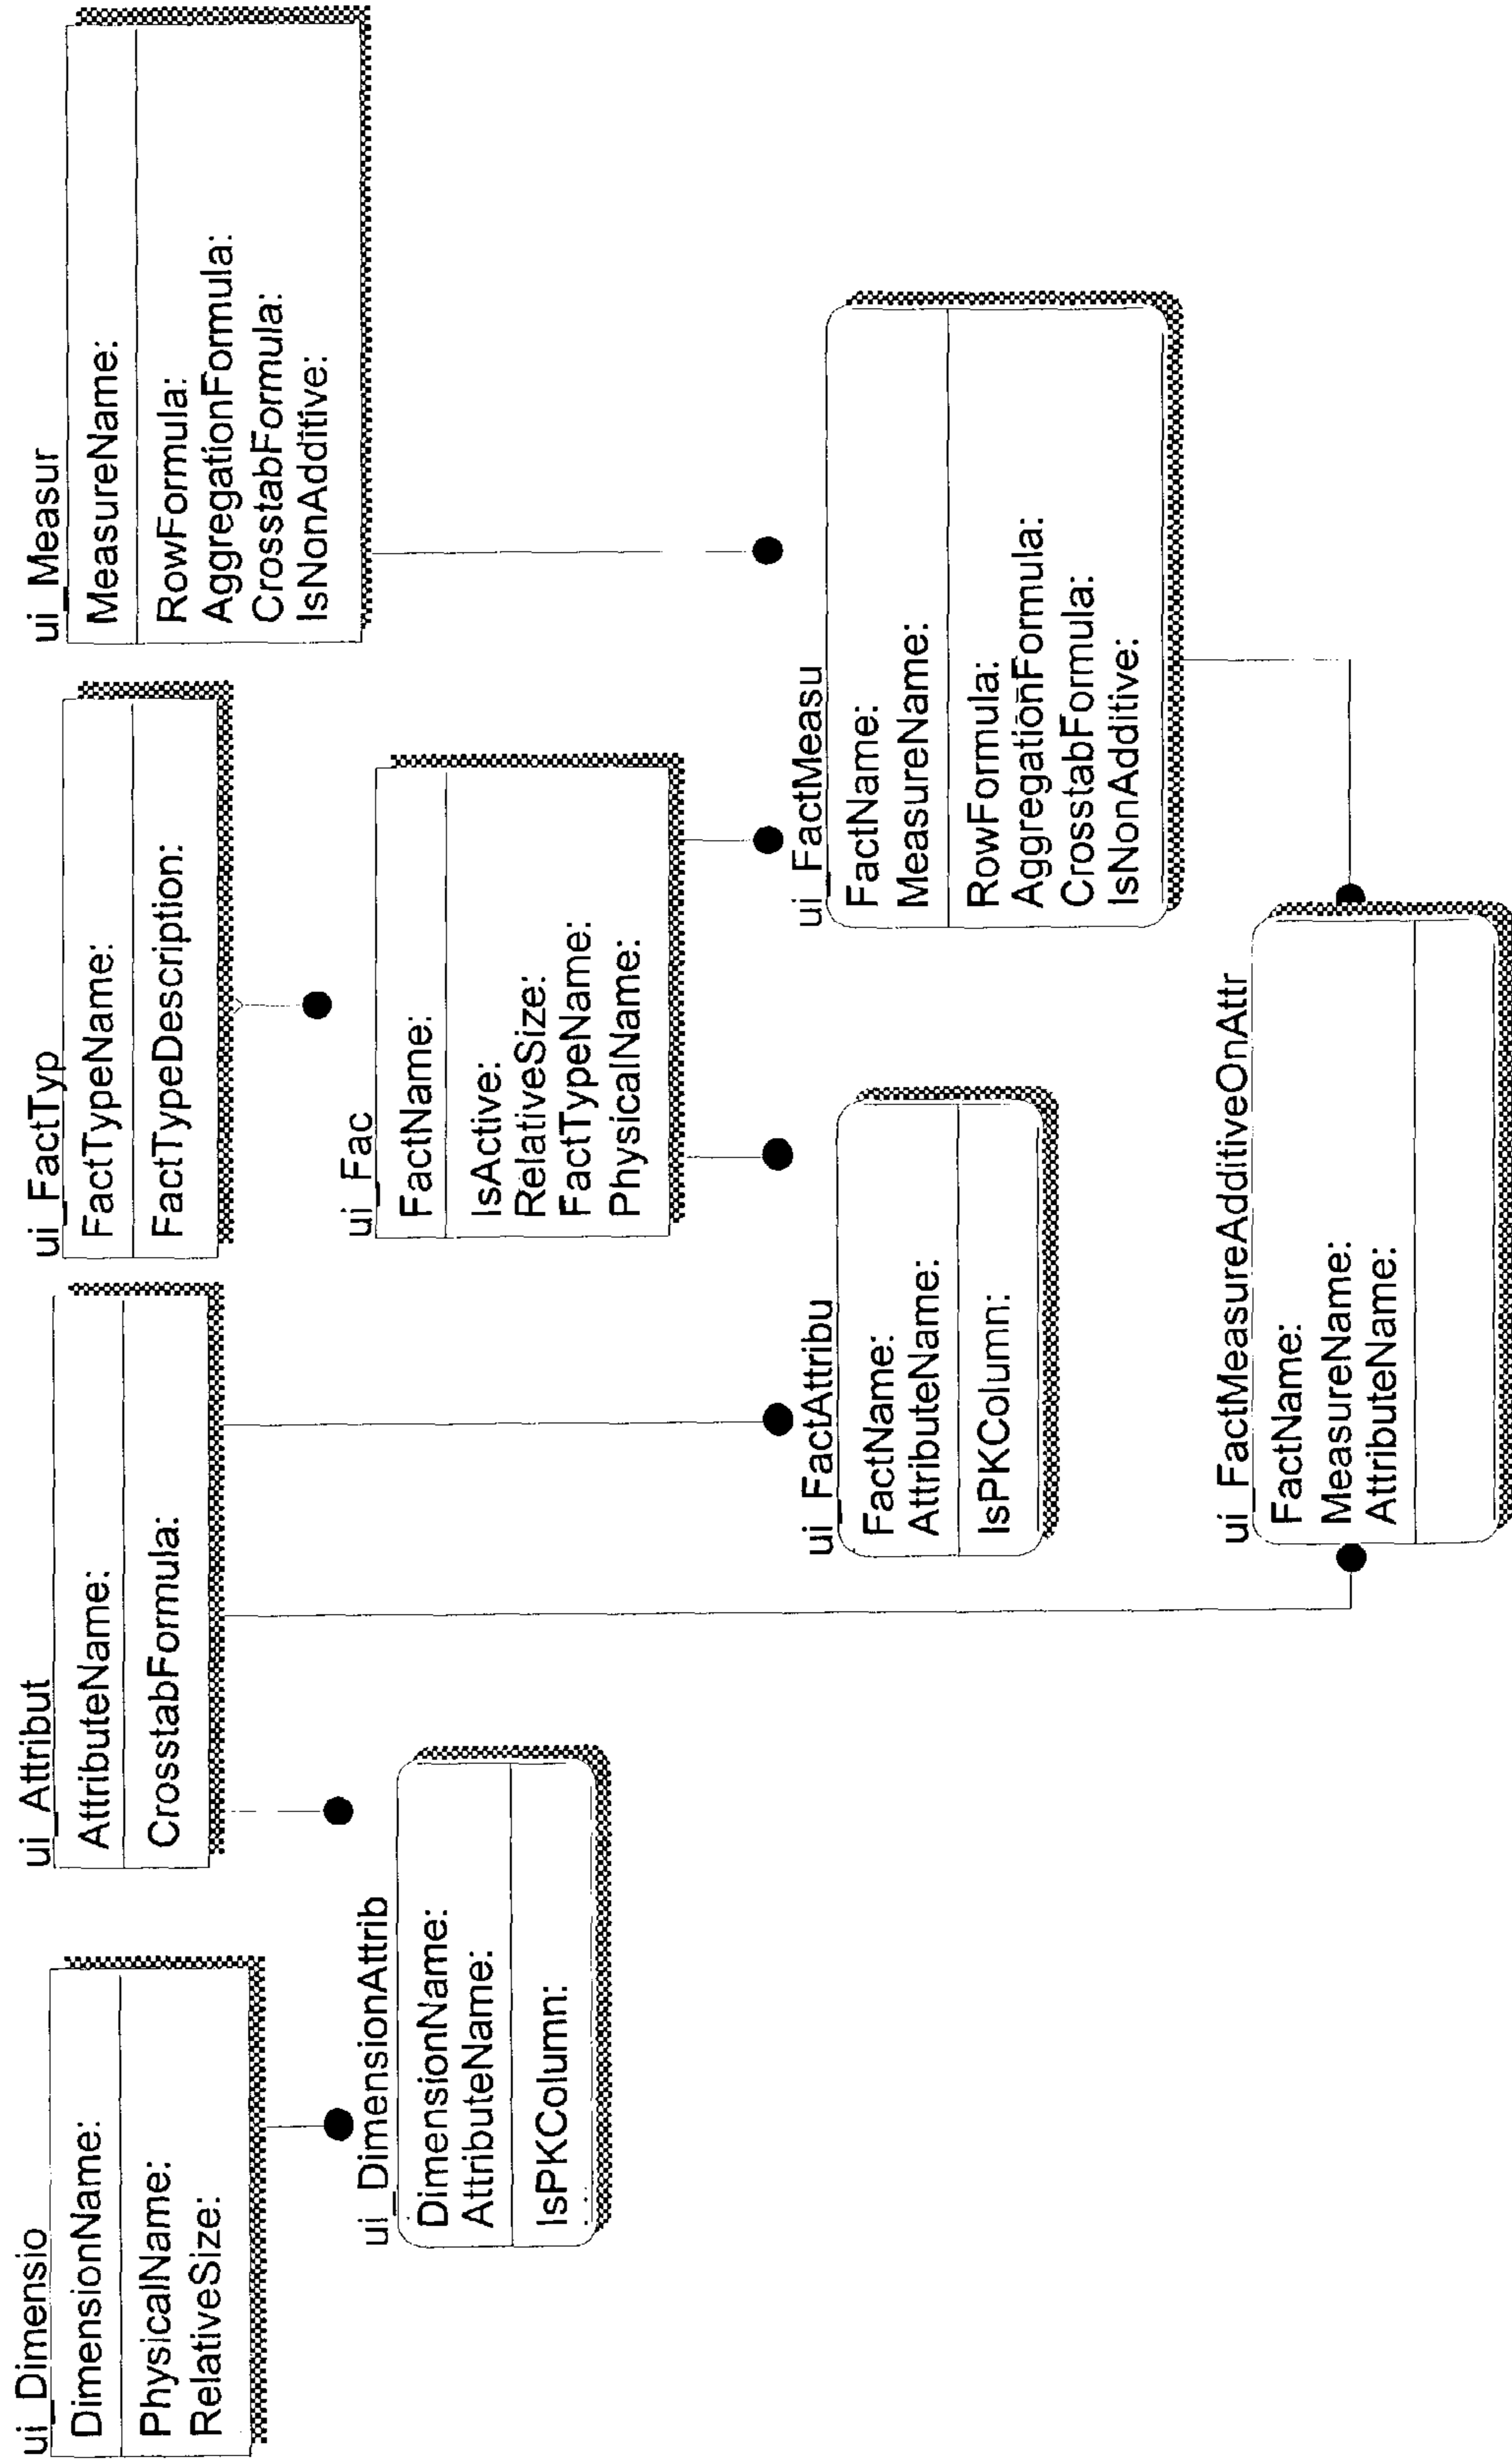 ui_Dimensio
DimensionName:
PhysicalName:
RelativeSize:
ui_Attribut
AttributeName:
CrosstabFormula:
ui_FactTyp
FactTypeName:
FactTypeDescription:
ui_Measur
MeasureName:
RowFormula:
AggregationFormula:
CrosstabFormula:
IsNonAdditive:
ui_DimensionAttrib
DimensionName:
AttributeName:
IsPKColumn:
ui_Fac
FactName:
IsActive:
RelativeSize:
FactTypeName:
PhysicalName:
ui_FactAttribu
FactName:
AttributeName:
IsPKColumn:
ui_FactMeasu
FactName:
MeasureName:
RowFormula:
AggregationFormula:
CrosstabFormula:
IsNonAdditive:
ui_FactMeasureAdditiveOnAttr
FactName:
MeasureName:
AttributeName: